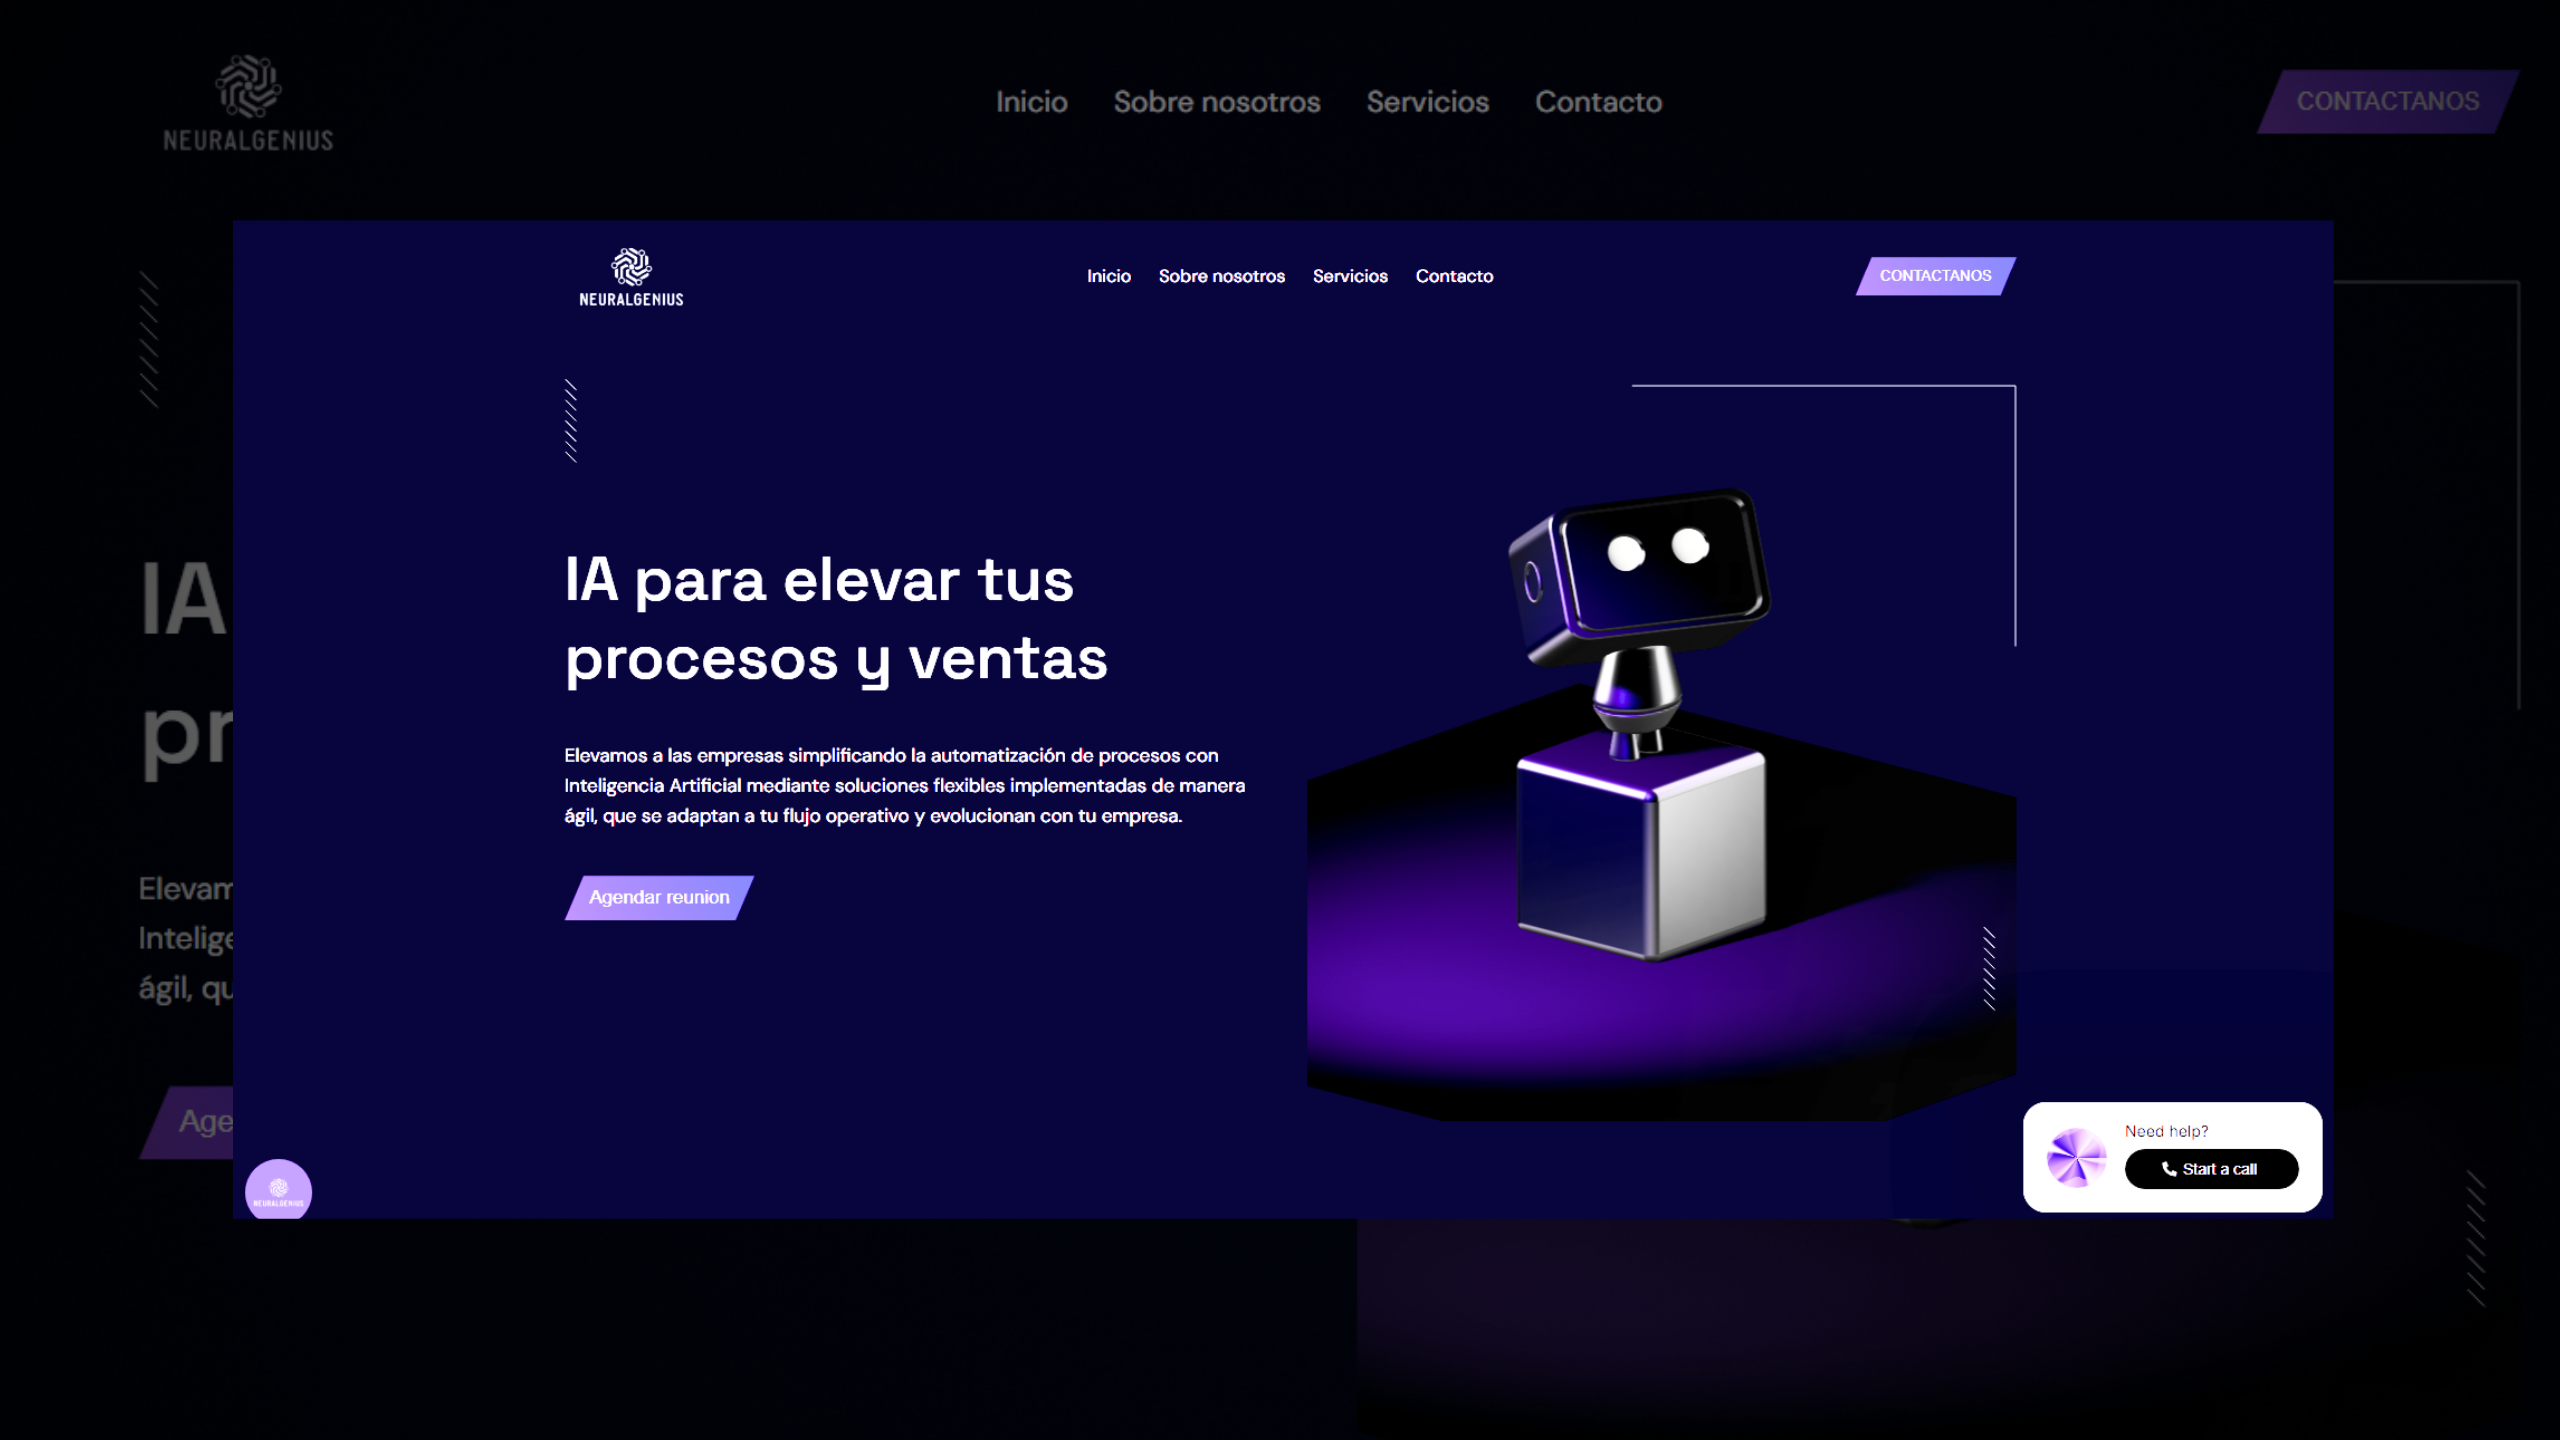 NEURALGENIUS
Inicio Sobre nosotros Servicios Contacto
CONTACTANOS
NEURALGENIUS
Inicio Sobre nosotros Servicios Contacto
CONTACTANOS
IA
pr
IA para elevar tus
procesos y ventas
Elevam
Intelige
ágil, qu
Elevamos a las empresas simplificando la automatización de procesos con
Inteligencia Artificial mediante soluciones flexibles implementadas de manera
ágil, que se adaptan a tu flujo operativo y evolucionan con tu empresa.
Agendar reunion
Age
Need help?
Start a call
NEURALGENIUS